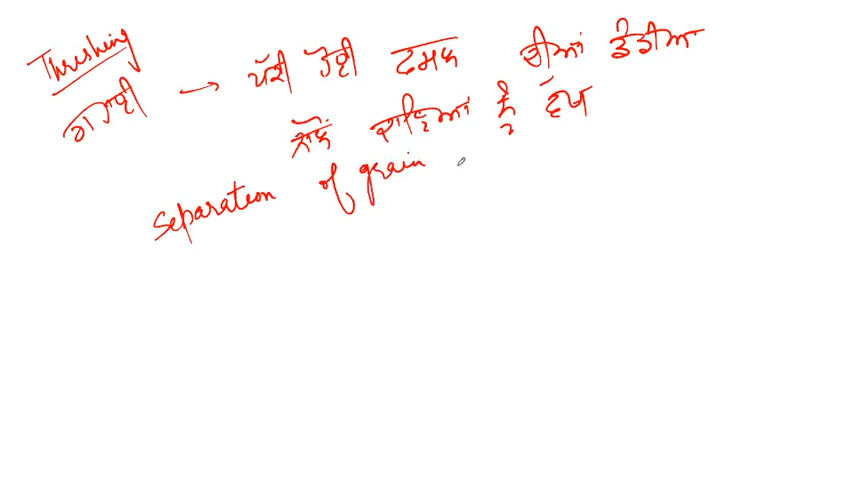 Threshing
ਗਹਾਈ → ਪੱਕੀ ਹੋਈ ਫਸਲ ਦੀਆਂ ਡੰਡੀਆ
ਨਾਲੋਂ ਦਾਣਿਆਂ ਨੂੰ ਵੱਖ
separation of grain